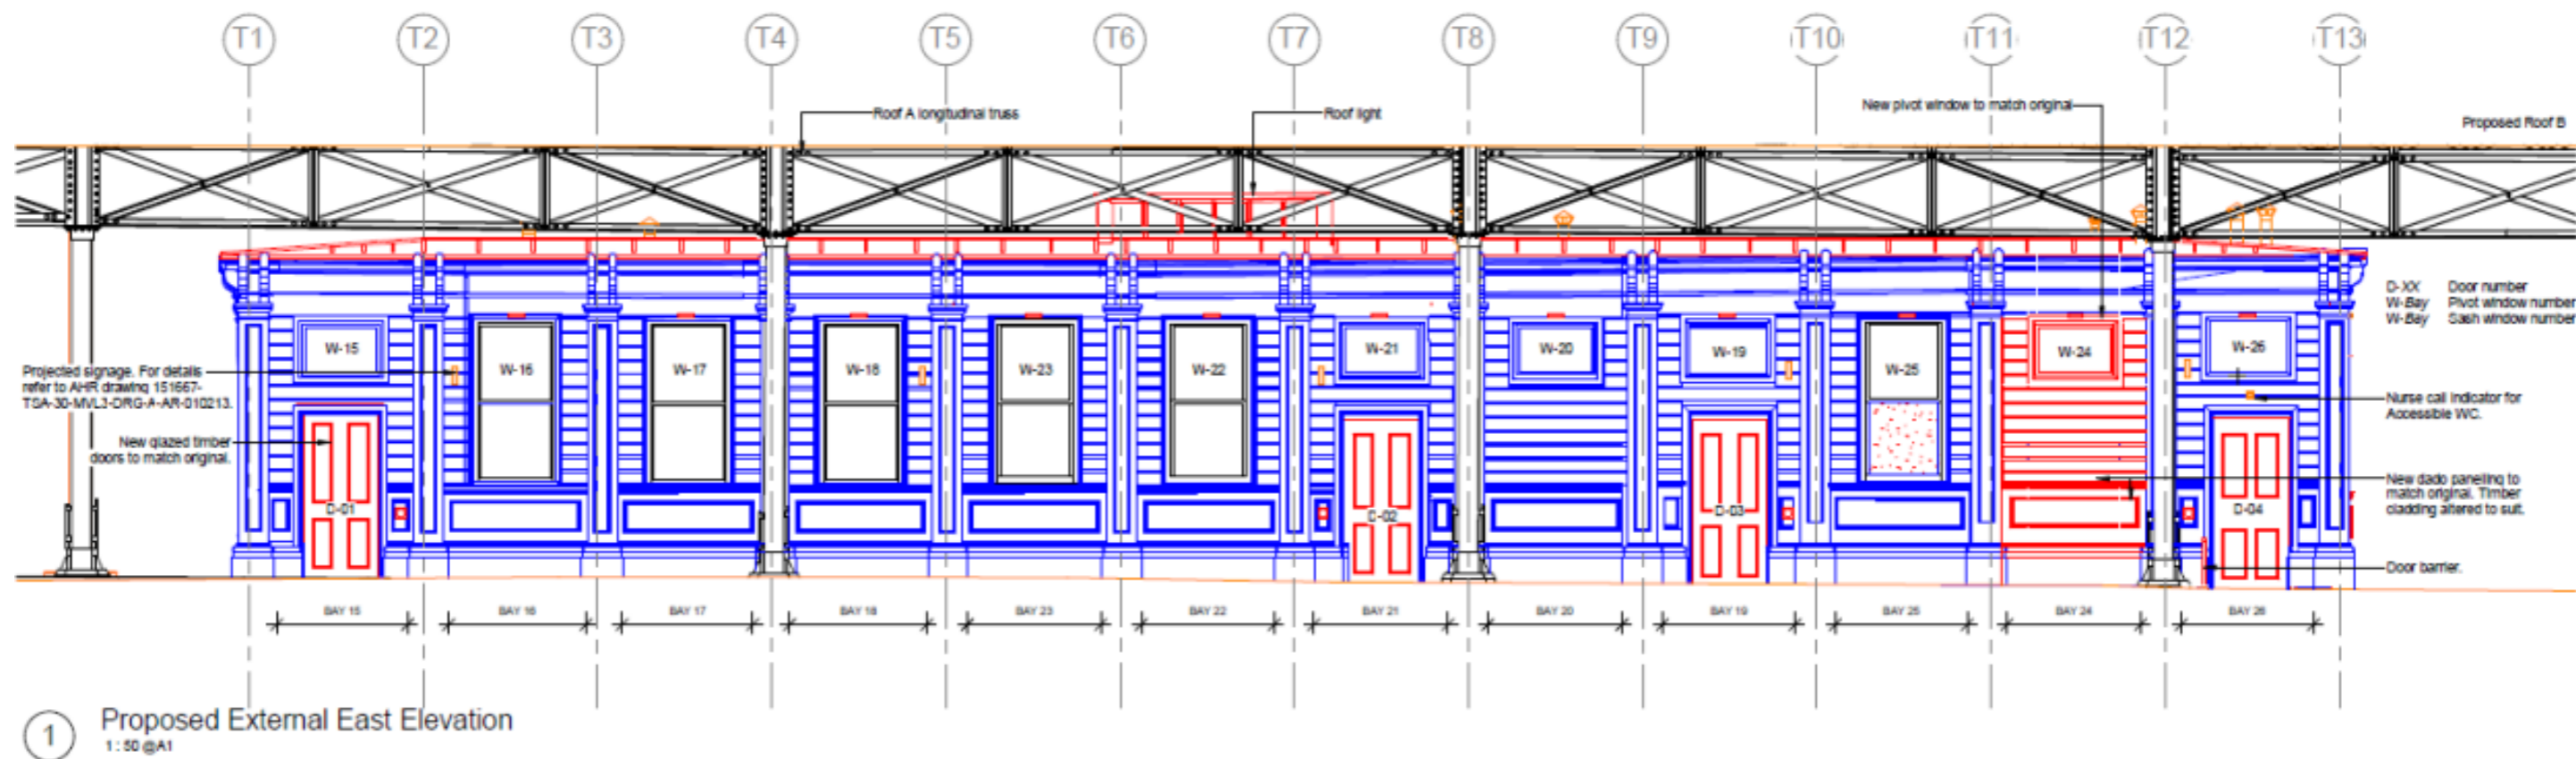 T1 T2 T3 T4 T5 T6 T7 T8 T9 T10 T11 T12 T13
Roof A longitudinal truss
Roof light
New pivot window to match original
Proposed Roof B
D-XX Door number
W-Bay Pivot window number
W-Bay Sash window number
W-15 W-16 W-17 W-18 W-23 W-22 W-21 W-20 W-19 W-25 W-24 W-26
Projected signage. For details
refer to AHR drawing 151667-
TSA-30-MVL3-DRG-A-AR-010213.
Nurse call indicator for
Accessible WC.
New glazed timber
doors to match original.
New dado panelling to
match original. Timber
cladding altered to suit.
D-01 D-02 D-03 D-04
Door barrier.
BAY 15 BAY 16 BAY 17 BAY 18 BAY 23 BAY 22 BAY 21 BAY 20 BAY 19 BAY 25 BAY 24 BAY 26
1 Proposed External East Elevation
1 : 50 @A1